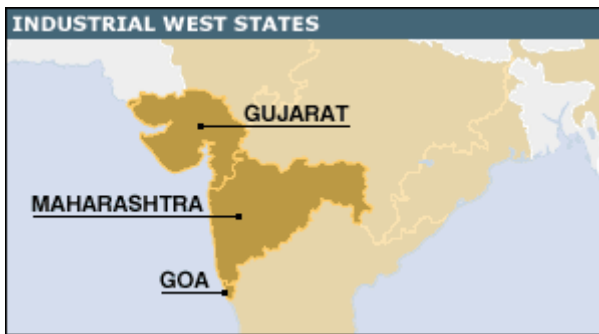 INDUSTRIAL WEST STATES
GUJARAT
MAHARASHTRA
GOA